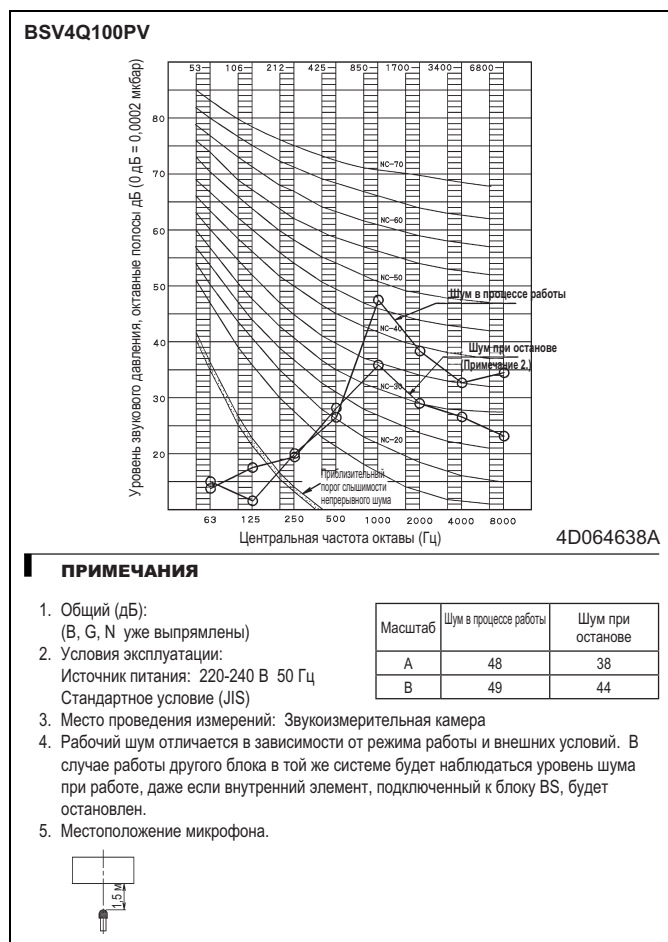 BSV4Q100PV
Уровень звукового давления, октавные полосы дБ (0 дБ = 0,0002 мкбар)
53 106 212 425 850 1700 3400 6800
80
70
60
50
40
30
20
NC-70
NC-60
NC-50
NC-40
NC-30
NC-20
Шум в процессе работы
Шум при останове
(Примечание 2.)
Приблизительный
порог слышимости
непрерывного шума
63 125 250 500 1000 2000 4000 8000
Центральная частота октавы (Гц)
4D064638A
ПРИМЕЧАНИЯ
1. Общий (дБ):
(B, G, N уже выпрямлены)
2. Условия эксплуатации:
Источник питания: 220-240 В 50 Гц
Стандартное условие (JIS)
Масштаб Шум в процессе работы Шум при
останове
A 48 38
B 49 44
3. Место проведения измерений: Звукоизмерительная камера
4. Рабочий шум отличается в зависимости от режима работы и внешних условий. В
случае работы другого блока в той же системе будет наблюдаться уровень шума
при работе, даже если внутренний элемент, подключенный к блоку BS, будет
остановлен.
5. Местоположение микрофона.
1,5 м